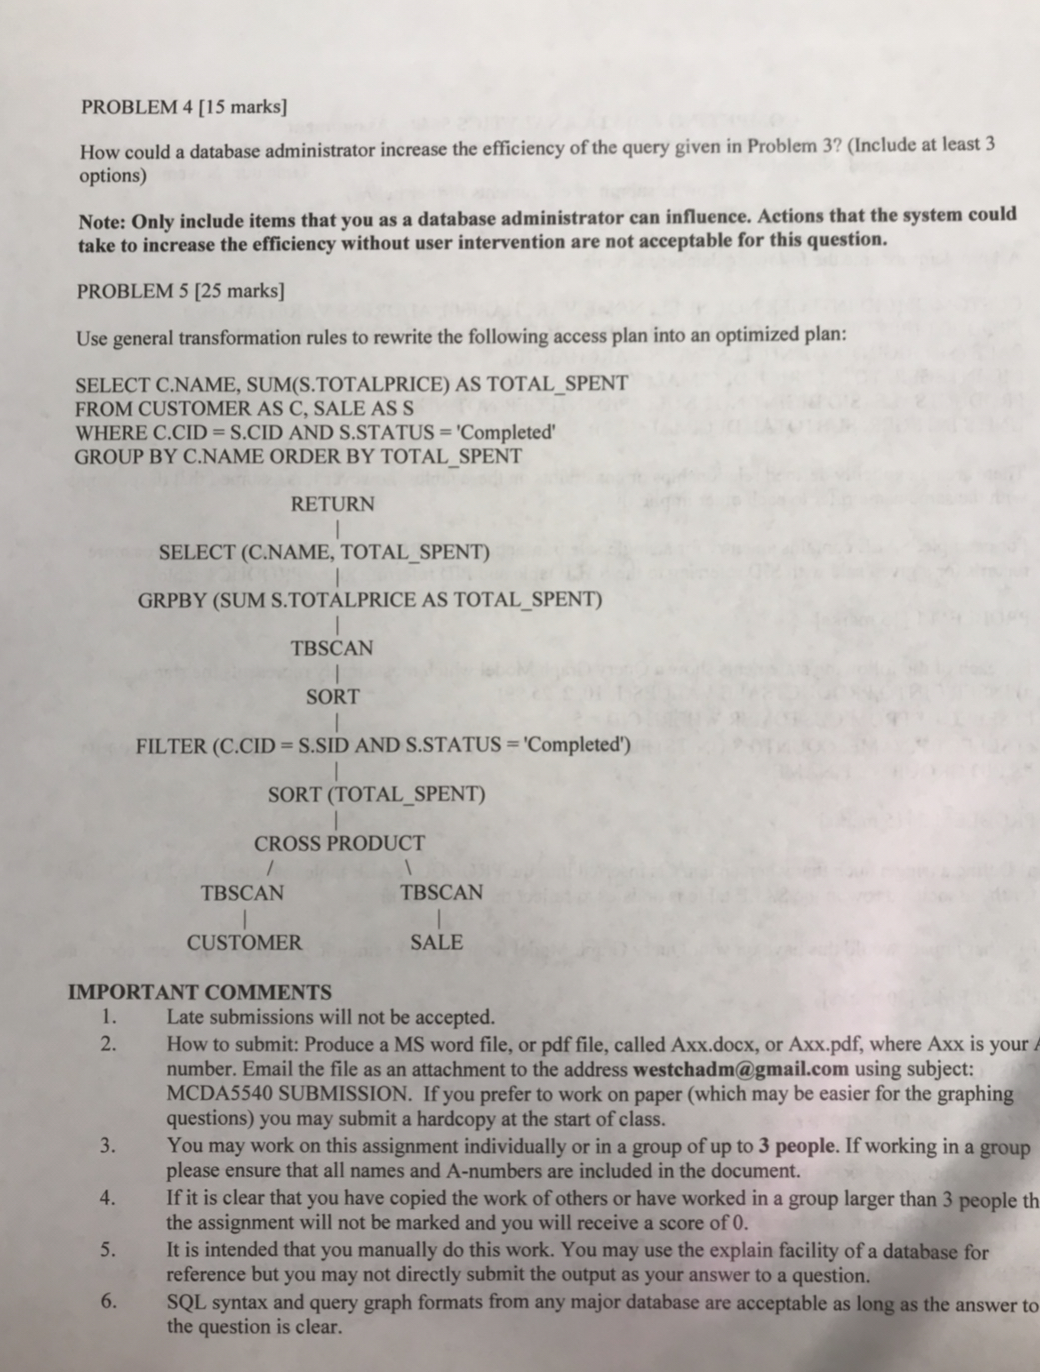 PROBLEM 4 [15 marks]
How could a database administrator increase the efficiency of the query given in Problem 3? (Include at least 3
options)
Note: Only include items that you as a database administrator can influence. Actions that the system could
take to increase the efficiency without user intervention are not acceptable for this question.
PROBLEM 5 [25 marks]
Use general transformation rules to rewrite the following access plan into an optimized plan:
SELECT C.NAME, SUM(S.TOTALPRICE) AS TOTAL_SPENT
FROM CUSTOMER AS C, SALE AS S
WHERE C.CID = S.CID AND S.STATUS = 'Completed'
GROUP BY C.NAME ORDER BY TOTAL_SPENT
RETURN
|
SELECT (C.NAME, TOTAL_SPENT)
|
GRPBY (SUM S.TOTALPRICE AS TOTAL_SPENT)
|
TBSCAN
|
SORT
|
FILTER (C.CID = S.SID AND S.STATUS = 'Completed')
|
SORT (TOTAL_SPENT)
|
CROSS PRODUCT
/ \
TBSCAN TBSCAN
| |
CUSTOMER SALE
IMPORTANT COMMENTS
1. Late submissions will not be accepted.
2. How to submit: Produce a MS word file, or pdf file, called Axx.docx, or Axx.pdf, where Axx is your
number. Email the file as an attachment to the address westchadm@gmail.com using subject:
MCDA5540 SUBMISSION. If you prefer to work on paper (which may be easier for the graphing
questions) you may submit a hardcopy at the start of class.
3. You may work on this assignment individually or in a group of up to 3 people. If working in a group
please ensure that all names and A-numbers are included in the document.
4. If it is clear that you have copied the work of others or have worked in a group larger than 3 people th
the assignment will not be marked and you will receive a score of 0.
5. It is intended that you manually do this work. You may use the explain facility of a database for
reference but you may not directly submit the output as your answer to a question.
6. SQL syntax and query graph formats from any major database are acceptable as long as the answer to
the question is clear.